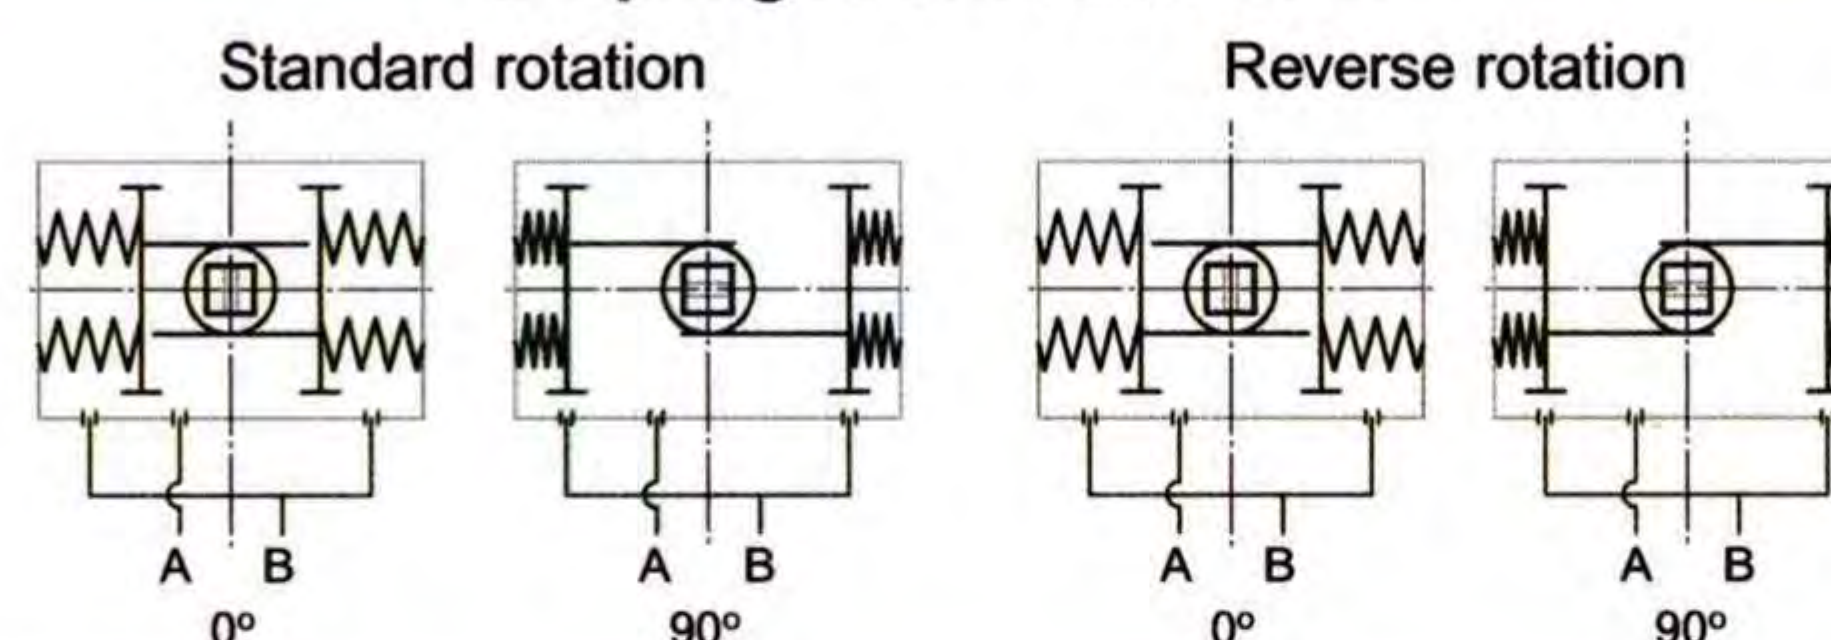 Standard rotation
Reverse rotation
A B
A B
A B
A B
0º
90º
0º
90º